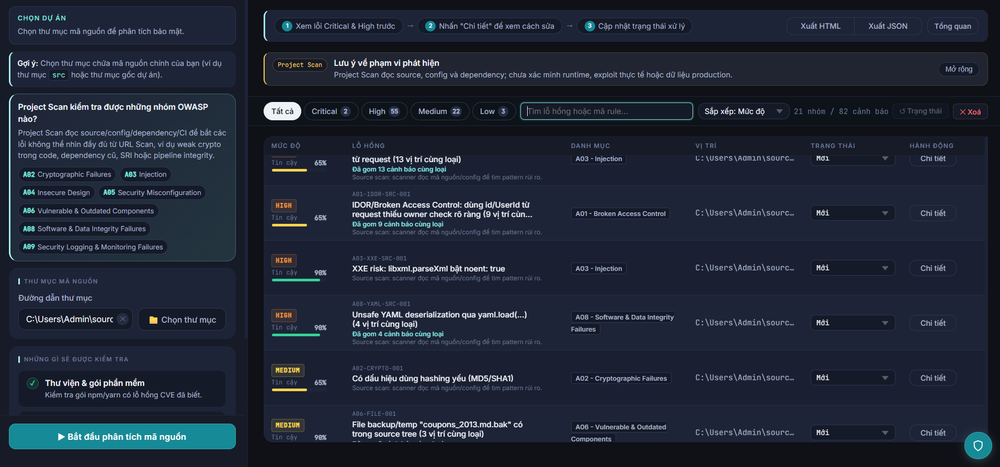 CHỌN DỰ ÁN
Chọn thư mục mã nguồn để phân tích bảo mật.
Gợi ý: Chọn thư mục chứa mã nguồn chính của bạn (ví dụ
thư mục src hoặc thư mục gốc dự án).
Project Scan kiểm tra được những nhóm OWASP
nào?
Project Scan đọc source/config/dependency/CI để bắt các
lỗi không thể nhìn đầy đủ từ URL Scan, ví dụ weak crypto
trong code, dependency cũ, SRI hoặc pipeline integrity.
A02 Cryptographic Failures
A03 Injection
A04 Insecure Design
A05 Security Misconfiguration
A06 Vulnerable & Outdated Components
A08 Software & Data Integrity Failures
A09 Security Logging & Monitoring Failures
THƯ MỤC MÃ NGUỒN
Đường dẫn thư mục
C:\Users\Admin\sourc
Chọn thư mục
NHỮNG GÌ SẼ ĐƯỢC KIỂM TRA
Thư viện & gói phần mềm
Kiểm tra gói npm/yarn có lỗ hổng CVE đã biết.
▶ Bắt đầu phân tích mã nguồn
1 Xem lỗi Critical & High trước → 2 Nhấn "Chi tiết" để xem cách sửa → 3 Cập nhật trạng thái xử lý
Xuất HTML
Xuất JSON
Tổng quan
Project Scan
Lưu ý về phạm vi phát hiện
Project Scan đọc source, config và dependency; chưa xác minh runtime, exploit thực tế hoặc dữ liệu production.
Mở rộng
Tất cả
Critical 2
High 55
Medium 22
Low 3
Tìm lỗ hổng hoặc mã rule...
Sắp xếp: Mức độ
21 nhóm / 82 cảnh báo
↺ Trạng thái
✕ Xoá
MỨC ĐỘ
LỖ HỔNG
DANH MỤC
VỊ TRÍ
TRẠNG THÁI
HÀNH ĐỘNG
Tin cậy 65%
từ request (13 vị trí cùng loại)
Đã gom 13 cảnh báo cùng loại
Source scan: scanner đọc mã nguồn/config để tìm pattern rủi ro.
A03 - Injection
C:\Users\Admin\sourc…
Mới
Chi tiết
HIGH
Tin cậy 65%
A01-IDOR-SRC-001
IDOR/Broken Access Control: dùng id/UserId từ
request thiếu owner check rõ ràng (9 vị trí cùn...
Đã gom 9 cảnh báo cùng loại
Source scan: scanner đọc mã nguồn/config để tìm pattern rủi ro.
A01 - Broken Access Control
C:\Users\Admin\sourc…
Mới
Chi tiết
HIGH
Tin cậy 90%
A03-XXE-SRC-001
XXE risk: libxml.parseXml bật noent: true
Source scan: scanner đọc mã nguồn/config để tìm pattern rủi ro.
A03 - Injection
C:\Users\Admin\sourc…
Mới
Chi tiết
HIGH
Tin cậy 90%
A08-YAML-SRC-001
Unsafe YAML deserialization qua yaml.load(...)
(4 vị trí cùng loại)
Đã gom 4 cảnh báo cùng loại
Source scan: scanner đọc mã nguồn/config để tìm pattern rủi ro.
A08 - Software & Data Integrity
Failures
C:\Users\Admin\sourc…
Mới
Chi tiết
MEDIUM
Tin cậy 65%
A02-CRYPTO-001
Có dấu hiệu dùng hashing yếu (MD5/SHA1)
Source scan: scanner đọc mã nguồn/config để tìm pattern rủi ro.
A02 - Cryptographic Failures
C:\Users\Admin\sourc…
Mới
Chi tiết
MEDIUM
Tin cậy 90%
A06-FILE-001
File backup/temp "coupons_2013.md.bak" có
trong source tree (3 vị trí cùng loại)
A06 - Vulnerable & Outdated
Components
C:\Users\Admin\sourc…
Mới
Chi tiết